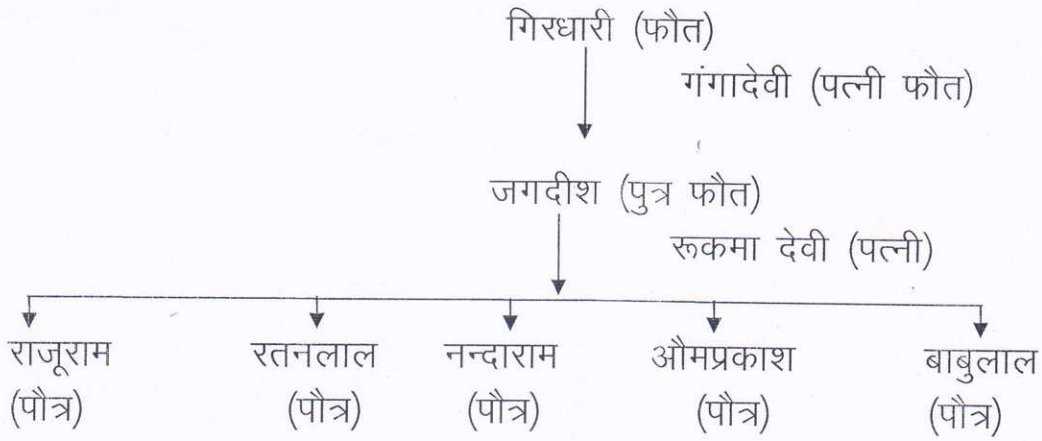 गिरधारी (फौत)
गंगादेवी (पत्नी फौत)
जगदीश (पुत्र फौत)
रूकमा देवी (पत्नी)
राजूराम रतनलाल नन्दाराम औमप्रकाश बाबुलाल
(पौत्र) (पौत्र) (पौत्र) (पौत्र) (पौत्र)